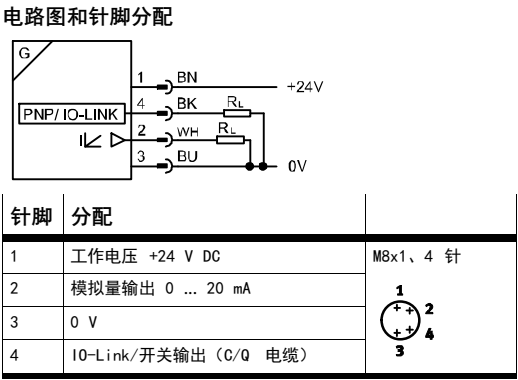 电路图和针脚分配
G
1 BN
+24V
4 BK RL
PNP/IO-LINK
2 WH RL
3 BU
0V
针脚 分配
1 工作电压 +24 V DC M8x1、4 针
2 模拟量输出 0 ... 20 mA
3 0 V
4 IO-Link/开关输出（C/Q 电缆）
1
2
4
3